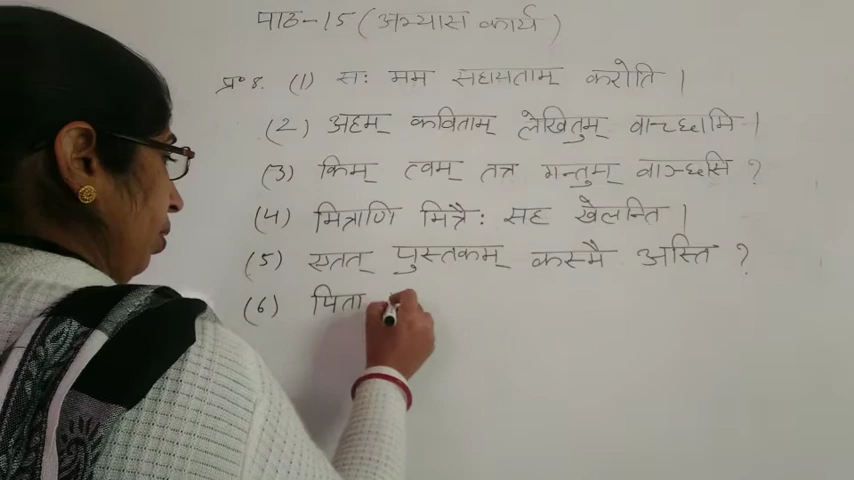 पाठ-15 (अभ्यास कार्य)
प्र॰ 8. (1) सः मम सहायताम् करोति ।
(2) अहम् कविताम् लेखितुम् वाञ्छामि ।
(3) किम् त्वम् तत्र गन्तुम् वाञ्छसि ?
(4) मित्राणि मित्रैः सह खेलन्ति ।
(5) एतत् पुस्तकम् कस्मै अस्ति ?
(6) पिता